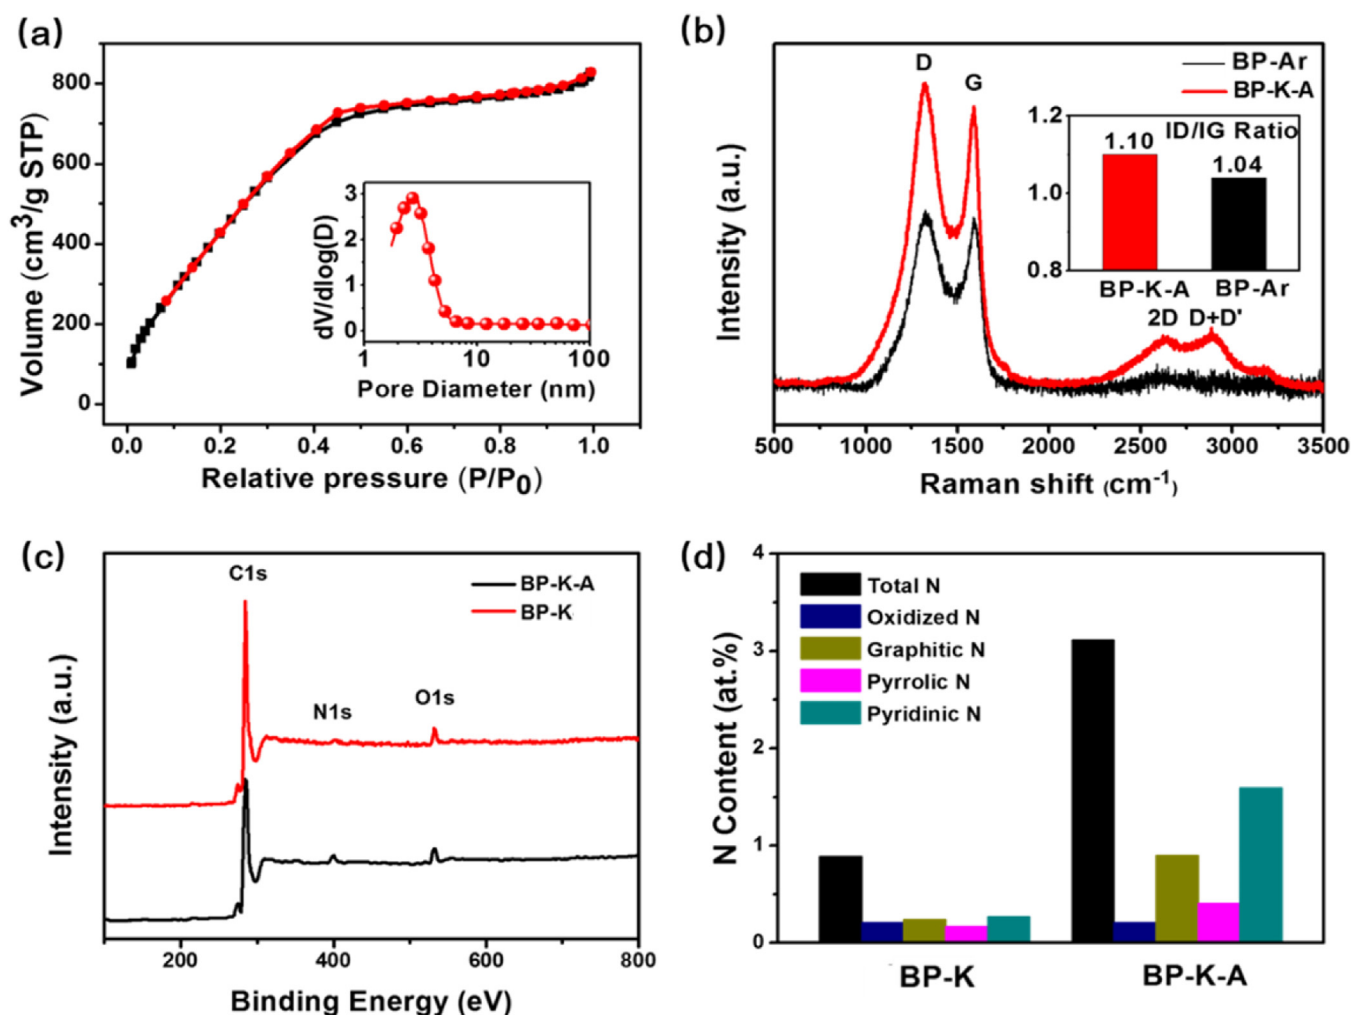 (a)
Volume (cm³/g STP)
800
600
400
200
0
0.0 0.2 0.4 0.6 0.8 1.0
Relative pressure (P/P₀)
dV/dlog(D)
3
2
1
0
1 10 100
Pore Diameter (nm)
(b)
Intensity (a.u.)
D
G
BP-Ar
BP-K-A
ID/IG Ratio
1.2
1.0
0.8
1.10
1.04
BP-K-A BP-Ar
2D D+D'
500 1000 1500 2000 2500 3000 3500
Raman shift (cm⁻¹)
(c)
Intensity (a.u.)
C1s
N1s
O1s
BP-K-A
BP-K
200 400 600 800
Binding Energy (eV)
(d)
N Content (at.%)
4
3
2
1
0
Total N
Oxidized N
Graphitic N
Pyrrolic N
Pyridinic N
BP-K BP-K-A